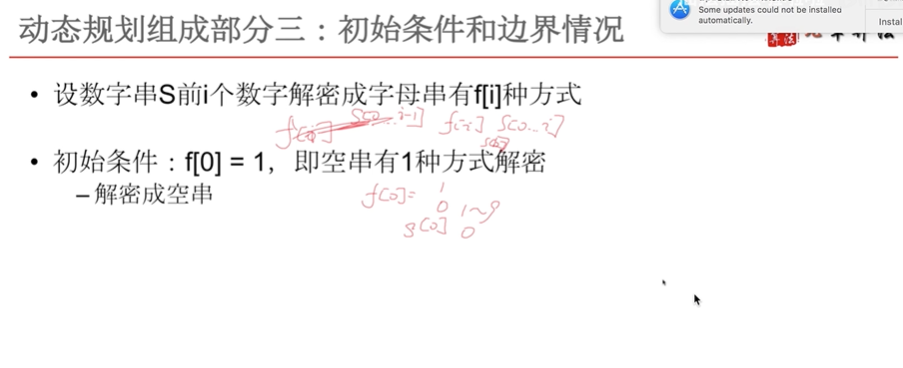 Some updates could not be installed automatically.
Instal
动态规划组成部分三：初始条件和边界情况
• 设数字串S前i个数字解密成字母串有f[i]种方式
f[i] S[0...i]
• 初始条件：f[0] = 1，即空串有1种方式解密
– 解密成空串
f[0]= 1
0 1~9
S[0] 0